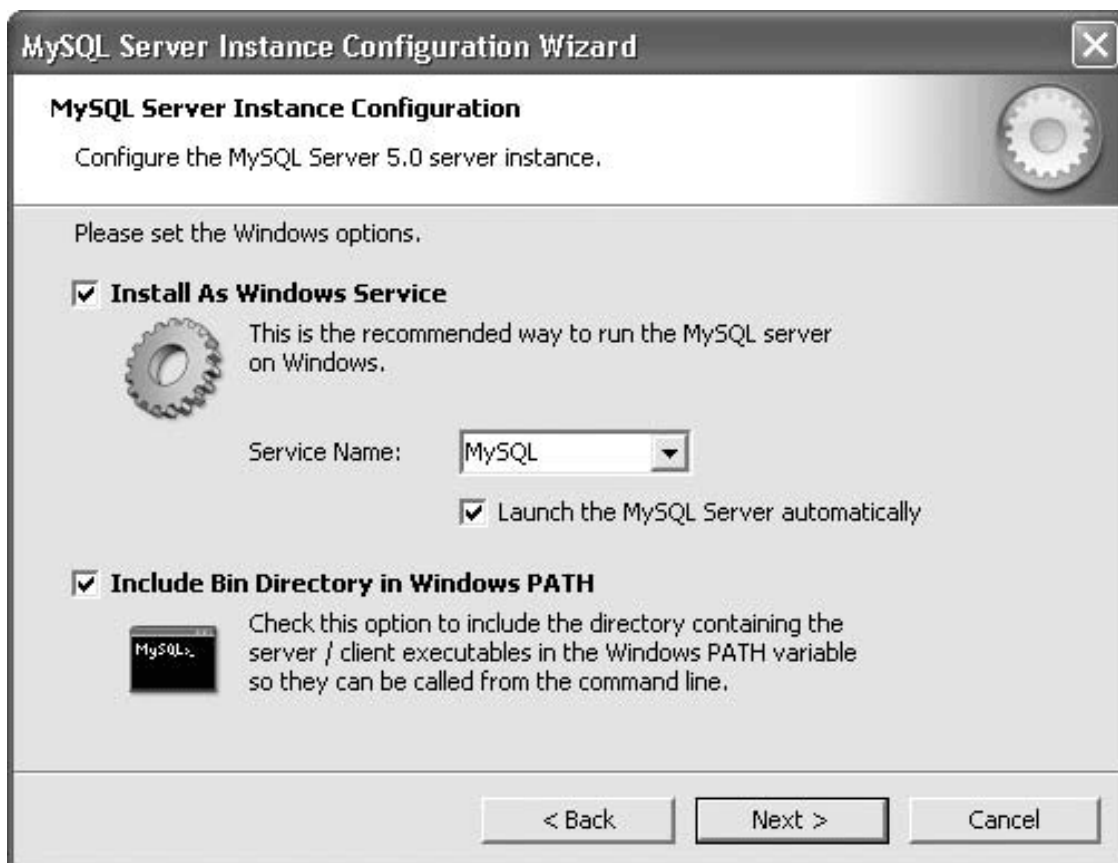 MySQL Server Instance Configuration Wizard
MySQL Server Instance Configuration
Configure the MySQL Server 5.0 server instance.
Please set the Windows options.
Install As Windows Service
This is the recommended way to run the MySQL server
on Windows.
Service Name: MySQL
Launch the MySQL Server automatically
Include Bin Directory in Windows PATH
MySQL>_
Check this option to include the directory containing the
server / client executables in the Windows PATH variable
so they can be called from the command line.
< Back Next > Cancel